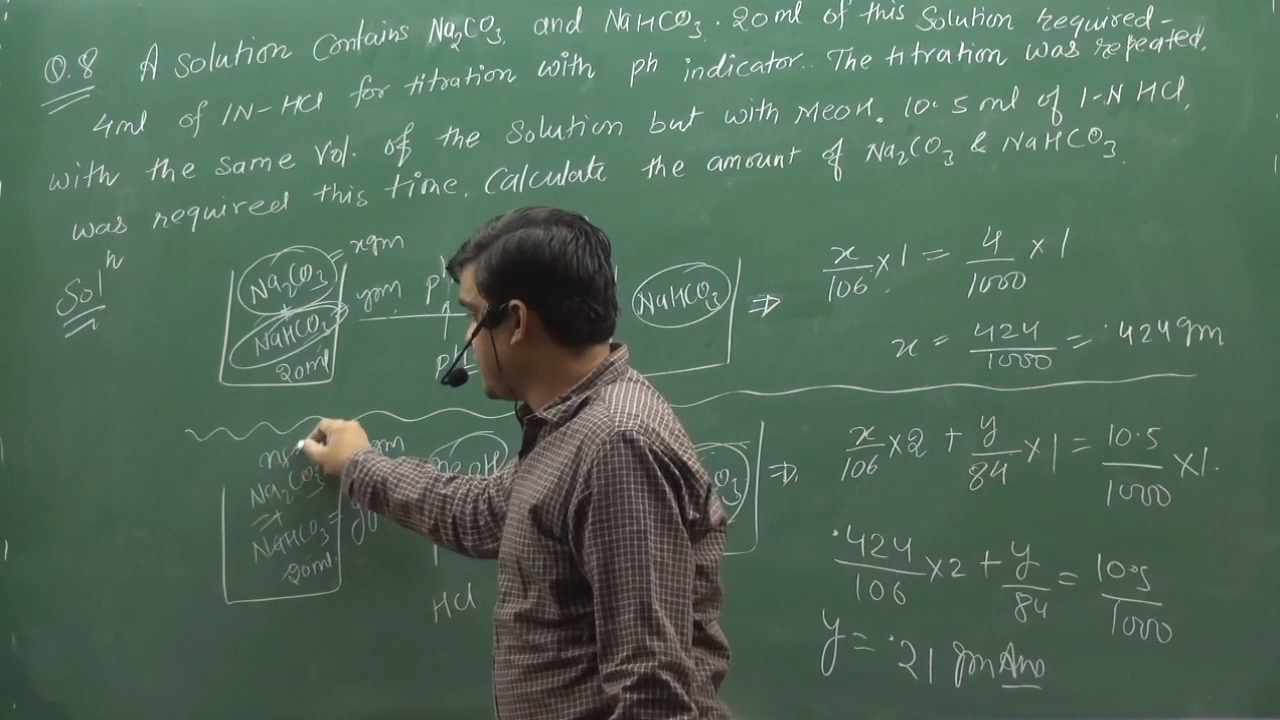 Q.8 A Solution Contains Na2CO3 and NaHCO3. 20ml of this Solution required-
4ml of 1N-HCl for titration with ph indicator. The titration was repeated.
with the same Vol. of the Solution but with MeOH. 10.5 ml of 1-N HCl,
was required this time. Calculate the amount of Na2CO3 & NaHCO3.
Solⁿ
Na2CO3 = xgm
NaHCO3
ygm
20ml
NaHCO3 ⇒
x/106 × 1 = 4/1000 × 1
x = 424/1000 = .424gm
Na2CO3
+
NaHCO3 =
20ml.
HCl
⇒ x/106 × 2 + y/84 × 1 = 10.5/1000 × 1.
.424/106 × 2 + y/84 = 10.5/1000
y = .21 gm Ans